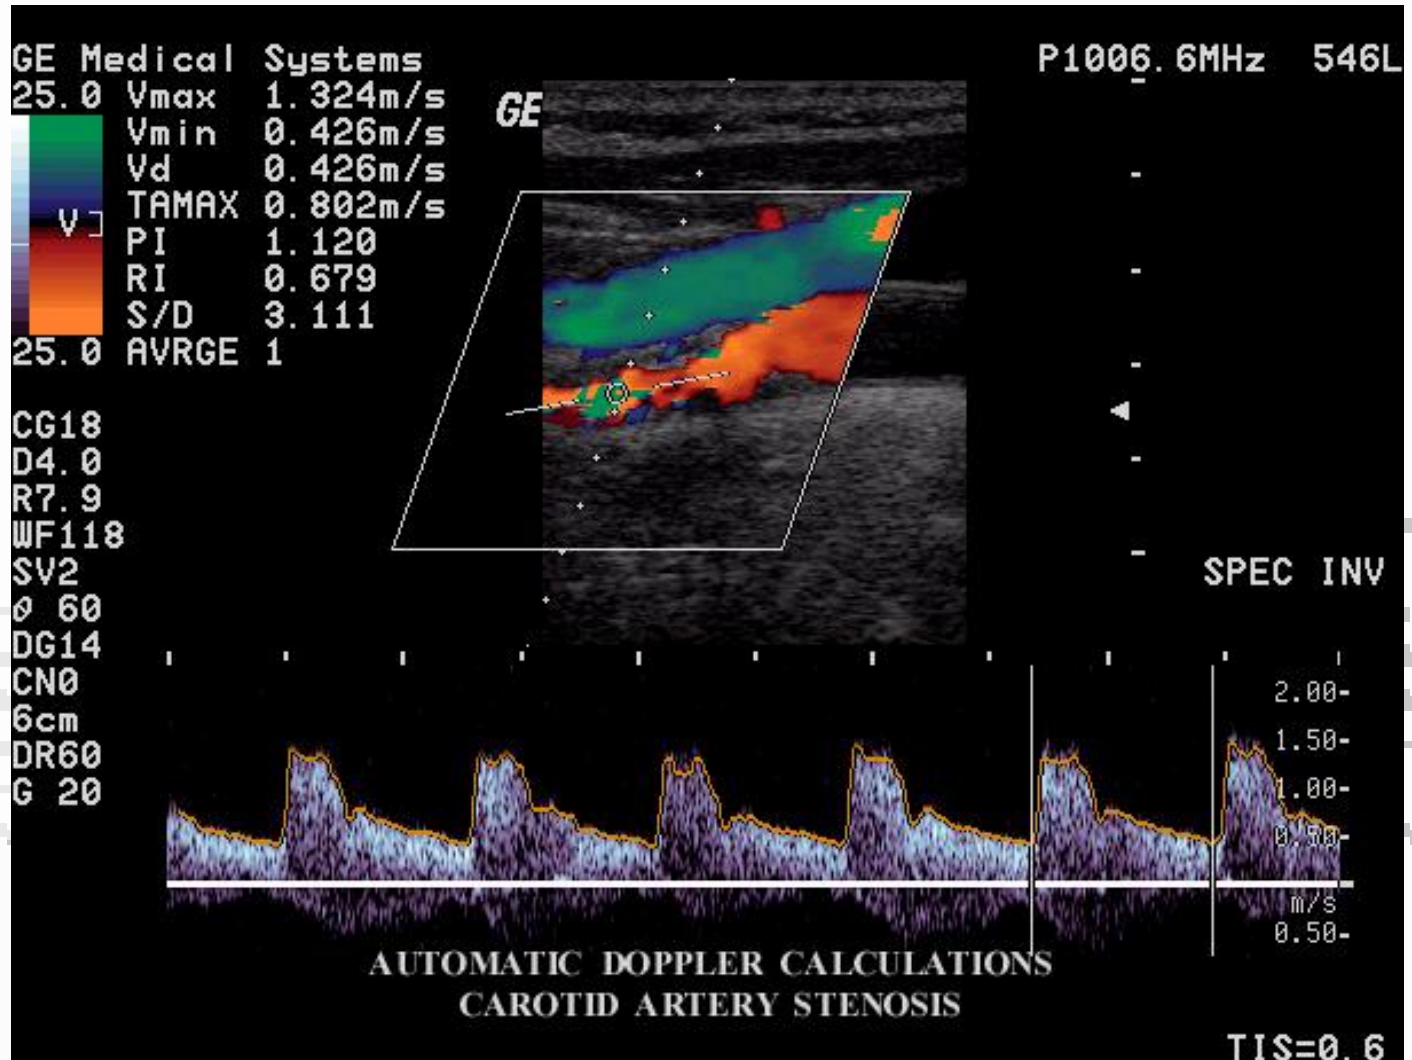 GE Medical Systems
P1006.6MHz 546L
25.0 Vmax 1.324m/s
Vmin 0.426m/s
Vd 0.426m/s
TAMAX 0.802m/s
V
PI 1.120
RI 0.679
S/D 3.111
25.0 AVRGE 1
GE
CG18
D4.0
R7.9
WF118
SV2
θ 60
DG14
CN0
6cm
DR60
G 20
SPEC INV
2.00-
1.50-
1.00-
0.50-
m/s
0.50-
AUTOMATIC DOPPLER CALCULATIONS
CAROTID ARTERY STENOSIS
TIS=0.6